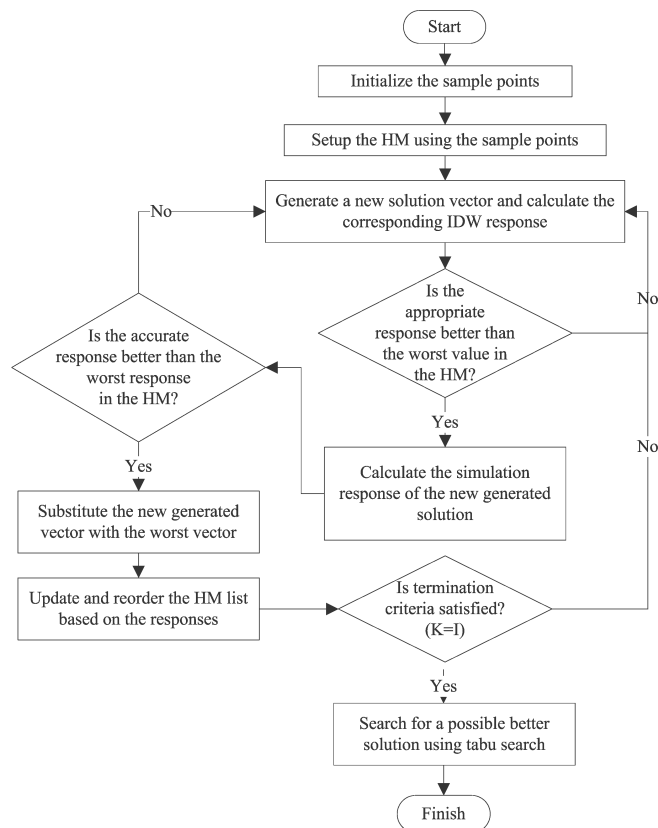 Start
Initialize the sample points
Setup the HM using the sample points
Generate a new solution vector and calculate the
corresponding IDW response
No
Is the
appropriate
response better than
the worst value in
the HM?
No
Is the accurate
response better than the
worst response
in the HM?
Yes
Calculate the simulation
response of the new generated
solution
No
Yes
Substitute the new generated
vector with the worst vector
Update and reorder the HM list
based on the responses
Is termination
criteria satisfied?
(K=I)
Yes
Search for a possible better
solution using tabu search
Finish